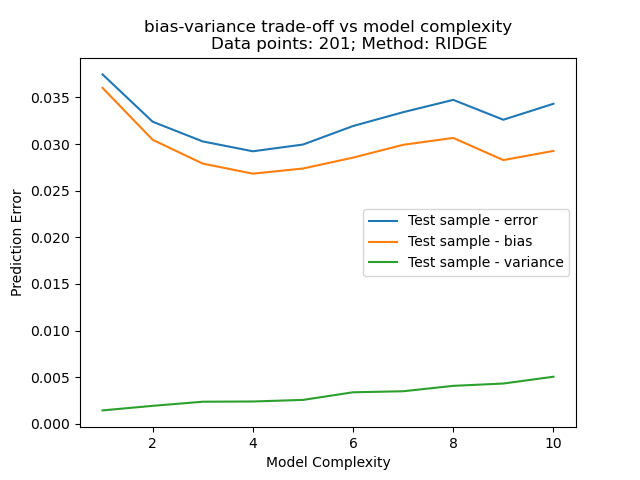 bias-variance trade-off vs model complexity
Data points: 201; Method: RIDGE
Prediction Error
0.035
0.030
0.025
0.020
0.015
0.010
0.005
0.000
Test sample - error
Test sample - bias
Test sample - variance
2 4 6 8 10
Model Complexity